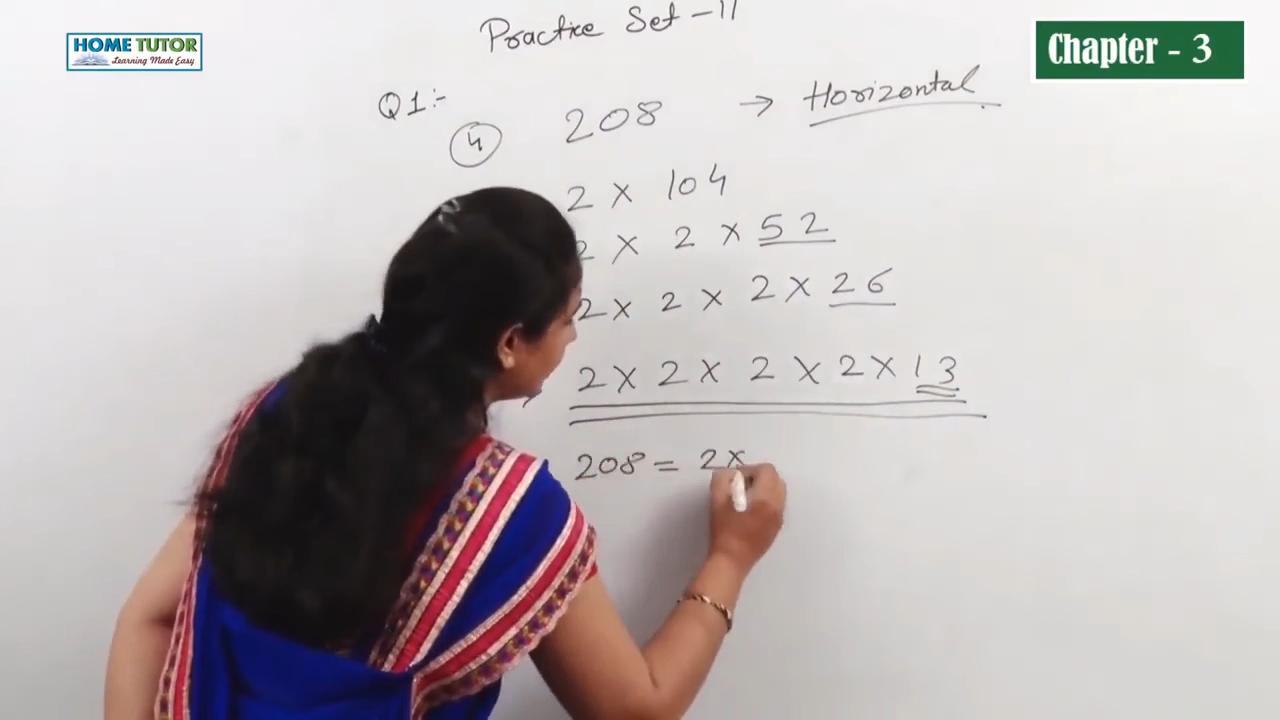 HOME TUTOR
Learning Made Easy
Chapter - 3
Practice Set - 11
Q1:-
4 208 → Horizontal
2 x 104
2 x 2 x 52
2 x 2 x 2 x 26
2 x 2 x 2 x 2 x 13
208 = 2x